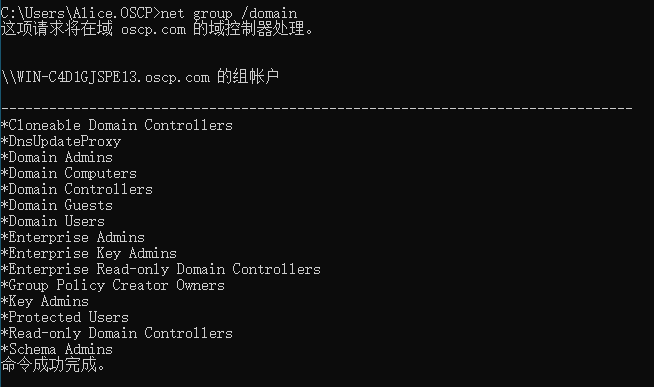 C:\Users\Alice.OSCP>net group /domain
这项请求将在域 oscp.com 的域控制器处理。
\\WIN-C4D1GJSPE13.oscp.com 的组帐户
-------------------------------------------------------------------------------
*Cloneable Domain Controllers
*DnsUpdateProxy
*Domain Admins
*Domain Computers
*Domain Controllers
*Domain Guests
*Domain Users
*Enterprise Admins
*Enterprise Key Admins
*Enterprise Read-only Domain Controllers
*Group Policy Creator Owners
*Key Admins
*Protected Users
*Read-only Domain Controllers
*Schema Admins
命令成功完成。